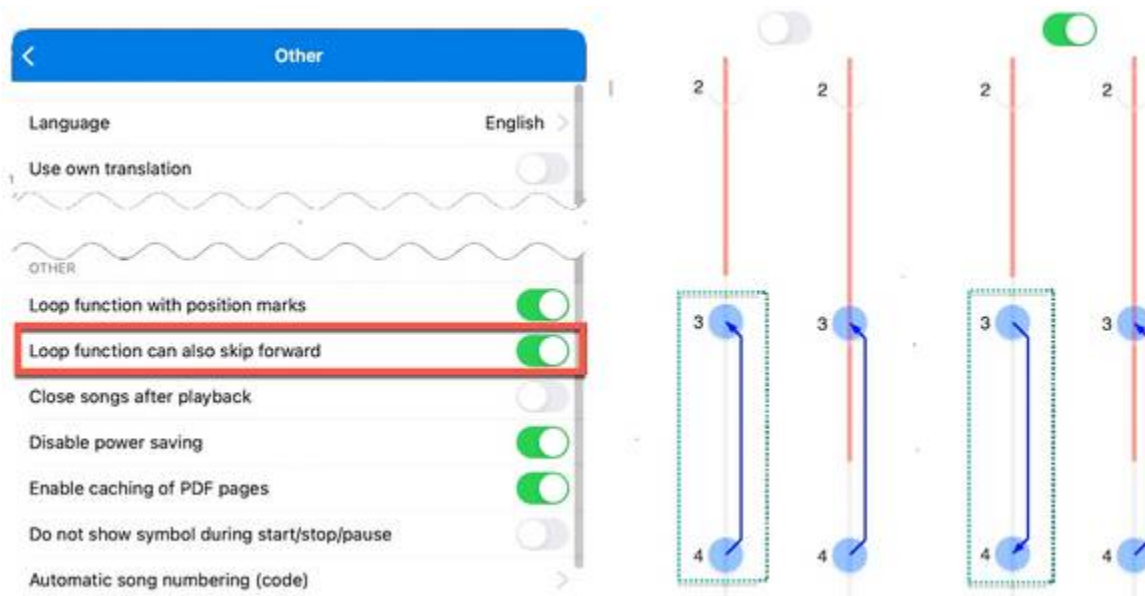 Other
Language English
Use own translation
OTHER
Loop function with position marks
Loop function can also skip forward
Close songs after playback
Disable power saving
Enable caching of PDF pages
Do not show symbol during start/stop/pause
Automatic song numbering (code)
2 2 2 2
3 3 3 3
4 4 4 4